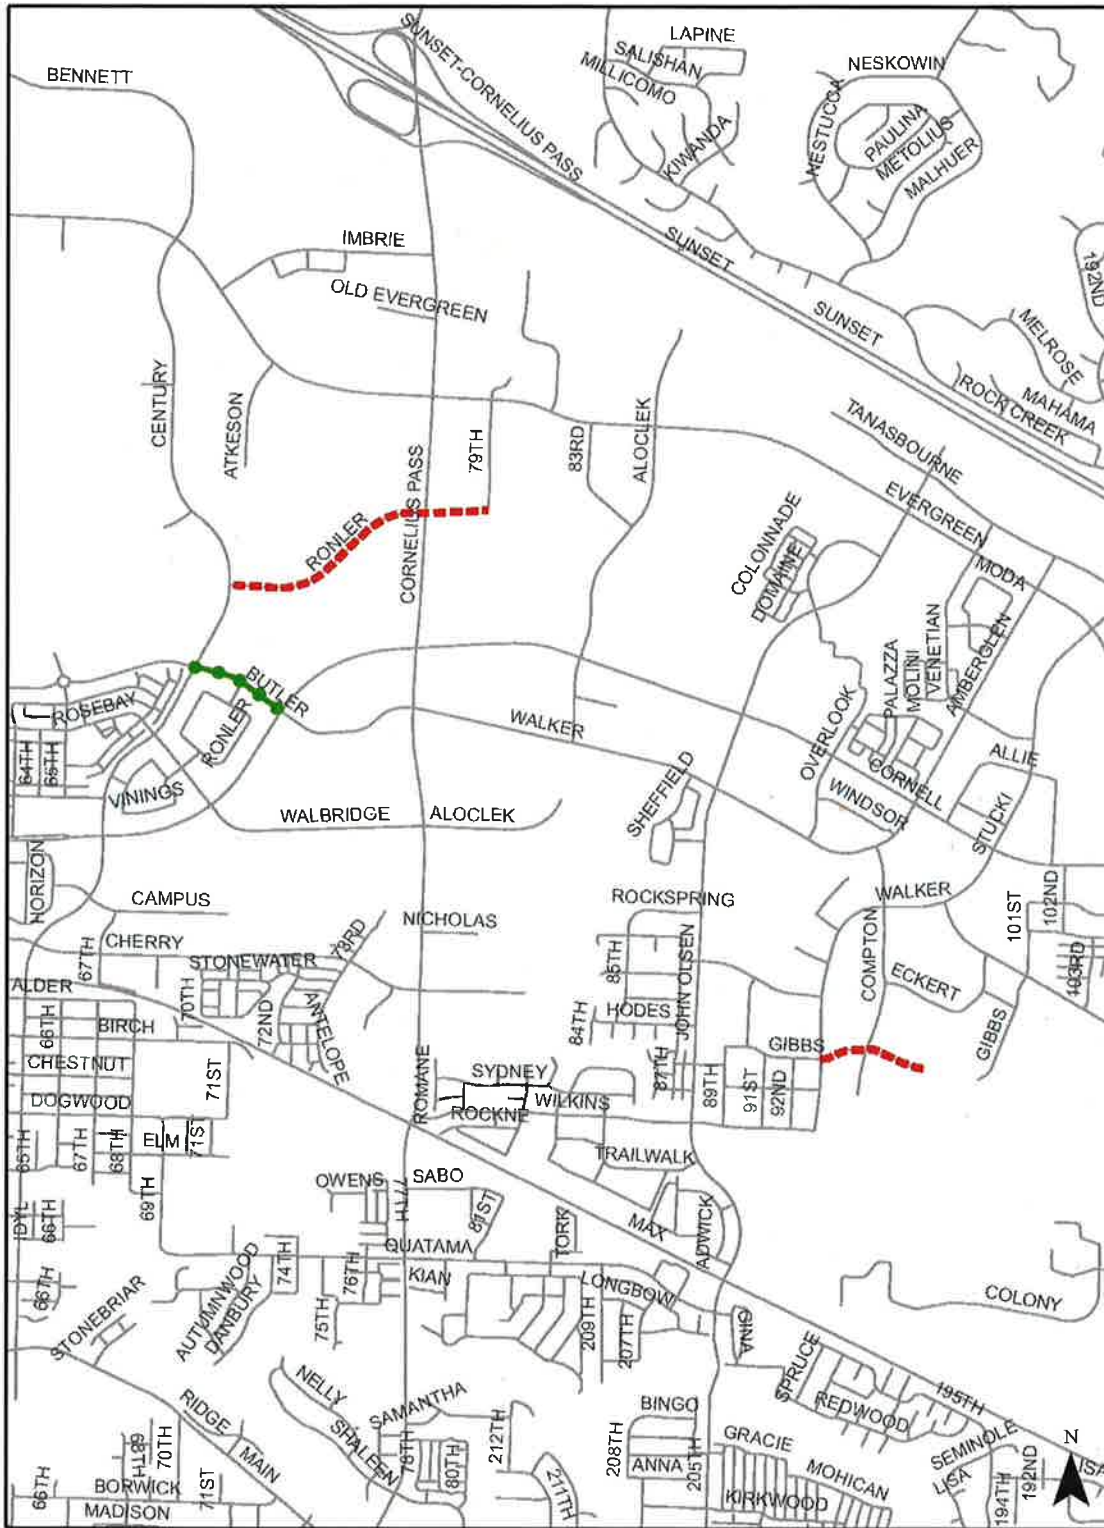 LAPINE
SALISHAN
MILLICOMO
KIWANDA
NESKOWIN
NESTUCCA
PAULINA
METOLIUS
MALHUER
BENNETT
SUNSET-CORNELIUS PASS
192ND
IMBRIE
OLD EVERGREEN
SUNSET
SUNSET
SUNSET
MELROSE
MAHAMA
ROCK CREEK
CENTURY
ATKESON
CORNELIUS PASS
79TH
83RD
ALOCLEK
TANASBOURNE
EVERGREEN
MODA
RONLER
COLONNADE
DOMAINE
PALAZZA
MOLINI
VENETIAN
AMBERGLEN
BUTLER
ROSEBAY
RONLER
64TH
65TH
VININGS
WALKER
OVERLOOK
CORNELL
WINDSOR
ALLIE
STUCKI
SHEFFIELD
WALBRIDGE
ALOCLEK
HORIZON
CAMPUS
ROCKSPRING
WALKER
101ST
102ND
103RD
NICHOLAS
CHERRY
67TH
STONEWATER
73RD
85TH
JOHN OLSEN
COMPTON
ECKERT
GIBBS
ALDER
66TH
BIRCH
70TH
72ND
ANTELOPE
84TH
HODES
GIBBS
CHESTNUT
71ST
ROMANE
SYDNEY
WILKINS
ROCKNE
87TH
89TH
91ST
92ND
DOGWOOD
65TH
67TH
68TH
ELM
71ST
TRAILWALK
69TH
OWENS
77TH
SABO
81ST
MAX
ADWICK
IDYL
66TH
QUATAMA
TORK
66TH
AUTUMNWOOD
DANBURY
74TH
76TH
75TH
KIAN
LONGBOW
209TH
207TH
GINA
COLONY
STONEBRIAR
SPRUCE
REDWOOD
195TH
RIDGE
MAIN
NELLY
SHALEEN
SAMANTHA
78TH
80TH
212TH
211TH
BINGO
208TH
ANNA
205TH
GRACIE
MOHICAN
KIRKWOOD
SEMINOLE
LISA
194TH
192ND
LISA
N
66TH
68TH
70TH
71ST
BORWICK
MADISON